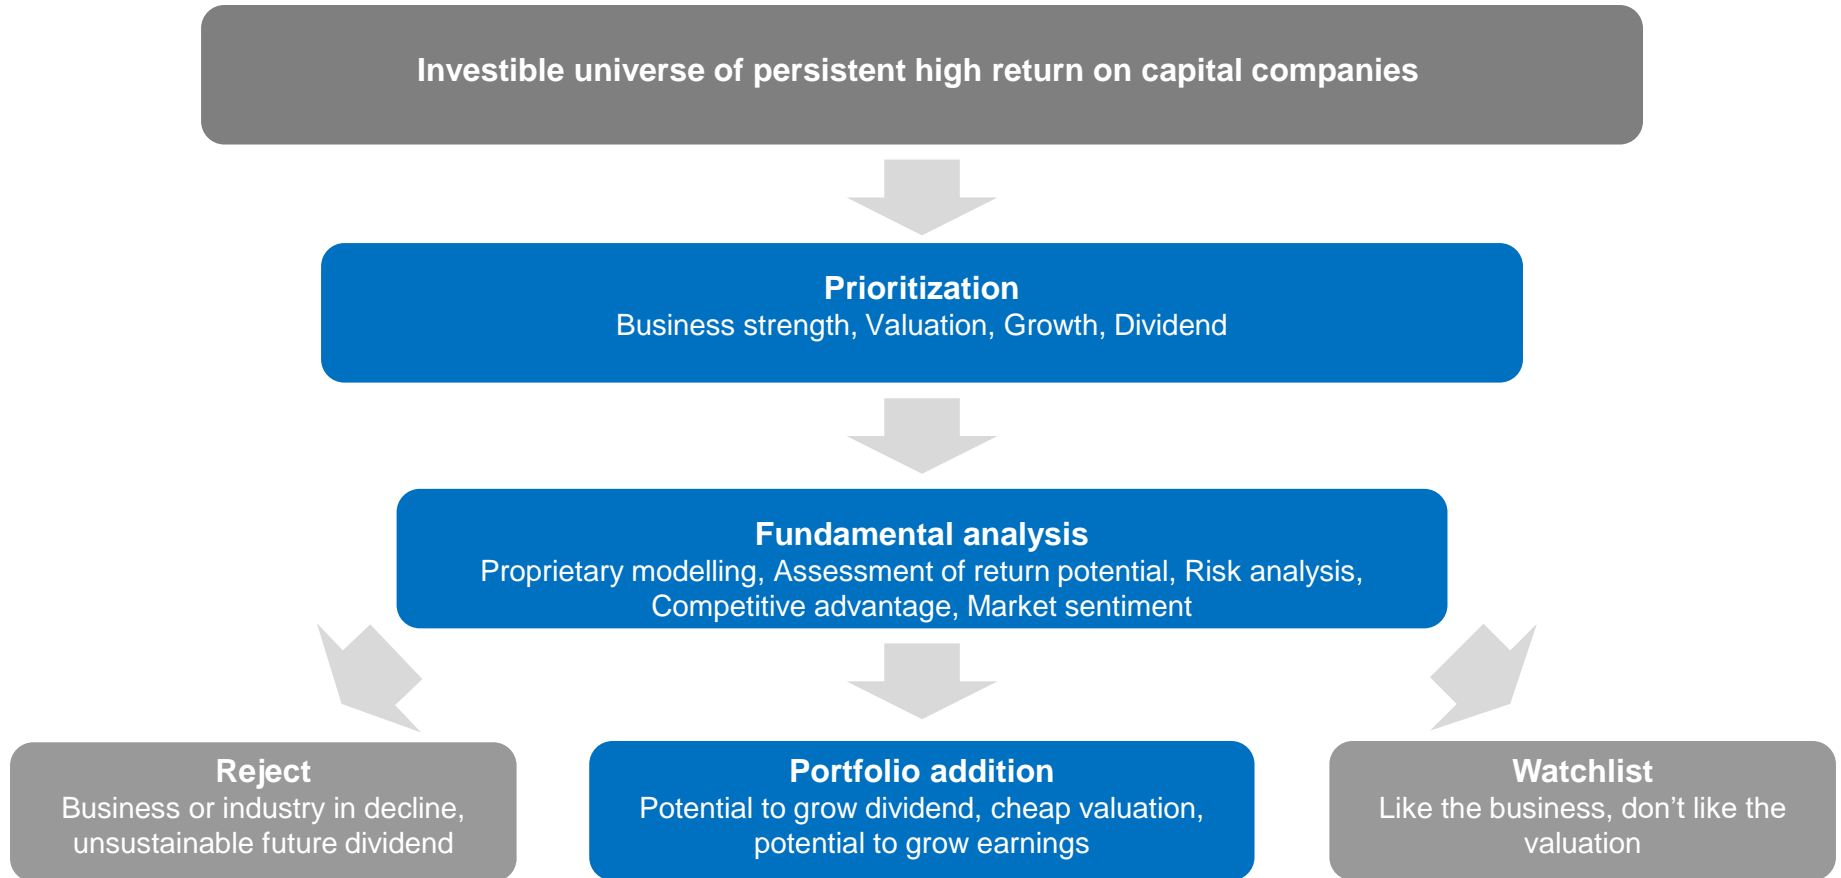 Investible universe of persistent high return on capital companies
Prioritization
Business strength, Valuation, Growth, Dividend
Fundamental analysis
Proprietary modelling, Assessment of return potential, Risk analysis,
Competitive advantage, Market sentiment
Reject
Business or industry in decline,
unsustainable future dividend
Portfolio addition
Potential to grow dividend, cheap valuation,
potential to grow earnings
Watchlist
Like the business, don’t like the
valuation